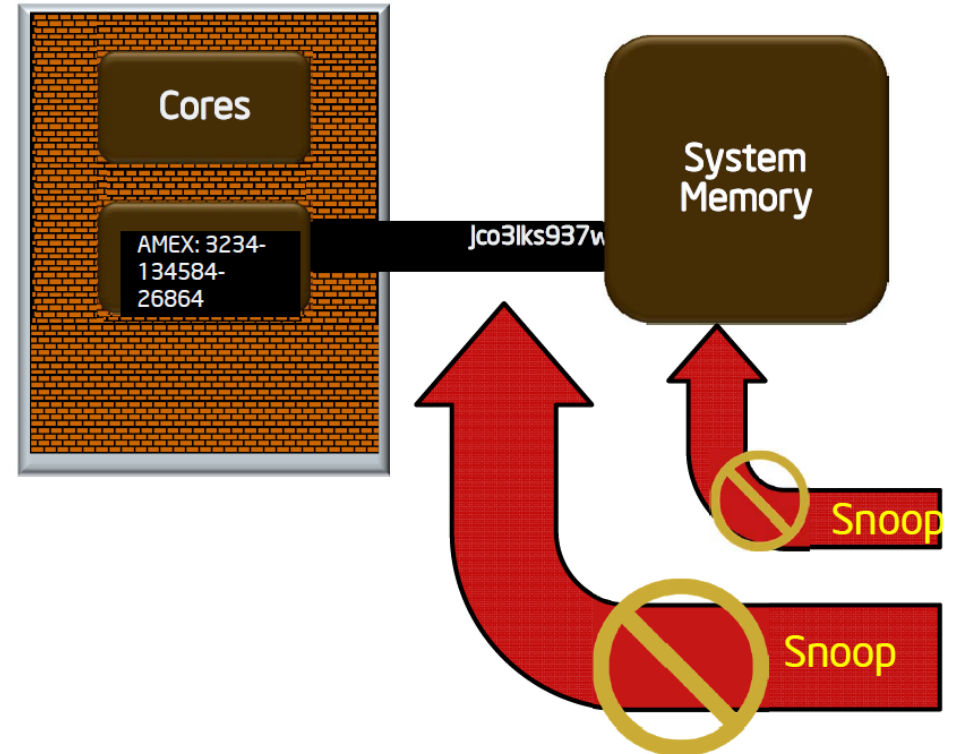 Cores
AMEX: 3234-
134584-
26864
Jco3lks937w
System
Memory
Snoop
Snoop